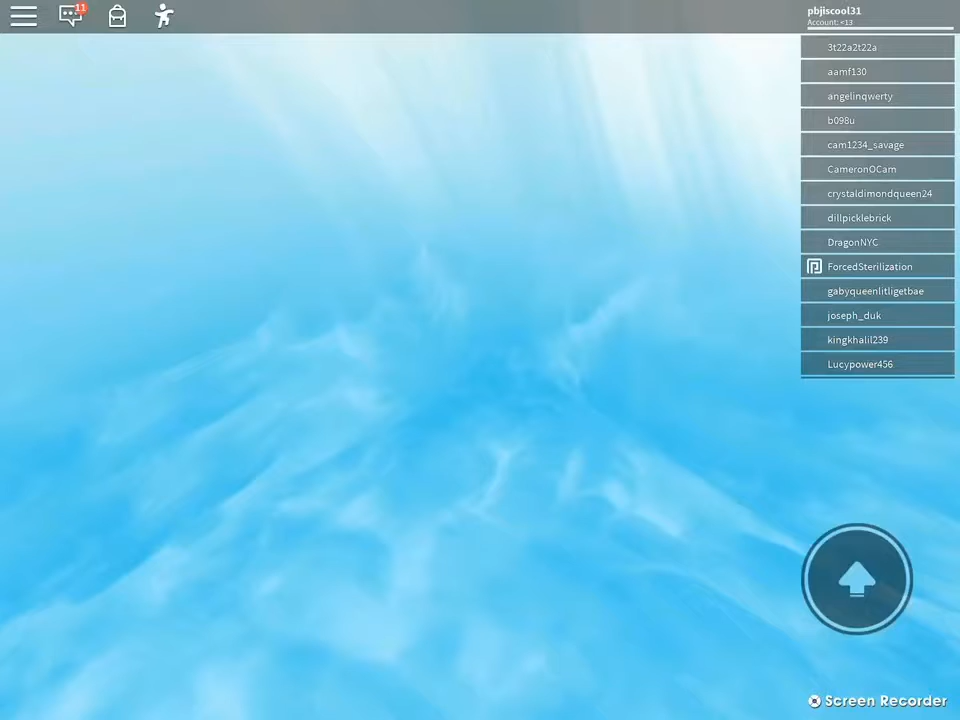 11
pbjiscool31
Account: <13
3t22a2t22a
aamf130
angelinqwerty
b098u
cam1234_savage
CameronOCam
crystaldimondqueen24
dillpicklebrick
DragonNYC
ForcedSterilization
gabyqueenlitligetbae
joseph_duk
kingkhalil239
Lucypower456
Screen Recorder